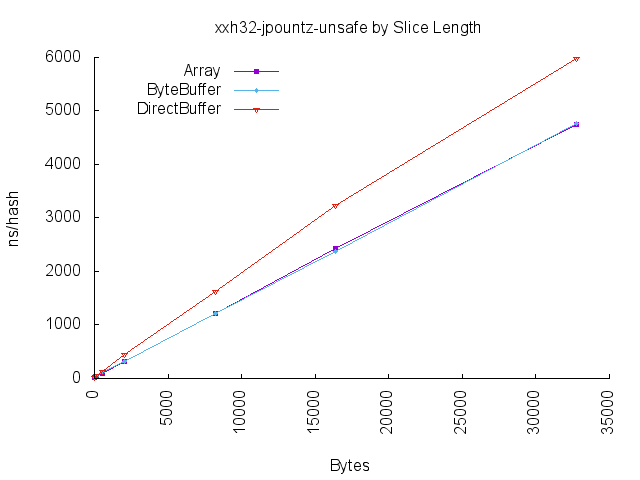 xxh32-jpountz-unsafe by Slice Length
Array
ByteBuffer
DirectBuffer
ns/hash
6000
5000
4000
3000
2000
1000
0
0
5000
10000
15000
20000
25000
30000
35000
Bytes